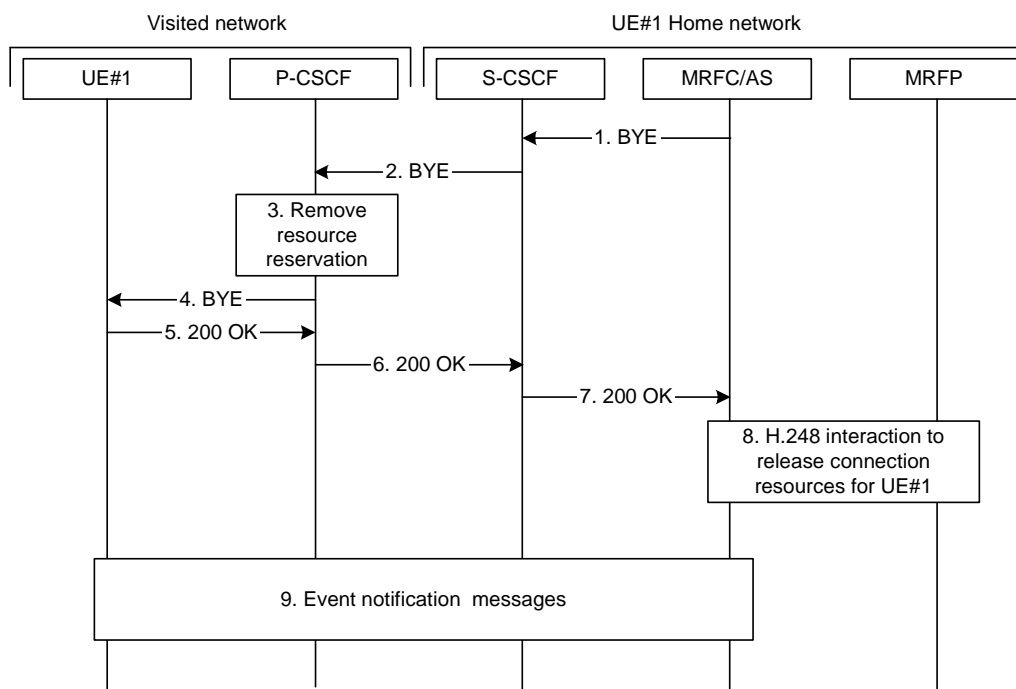 Visited network
UE#1 Home network
UE#1
P-CSCF
S-CSCF
MRFC/AS
MRFP
1. BYE
2. BYE
3. Remove
resource
reservation
4. BYE
5. 200 OK
6. 200 OK
7. 200 OK
8. H.248 interaction to
release connection
resources for UE#1
9. Event notification messages